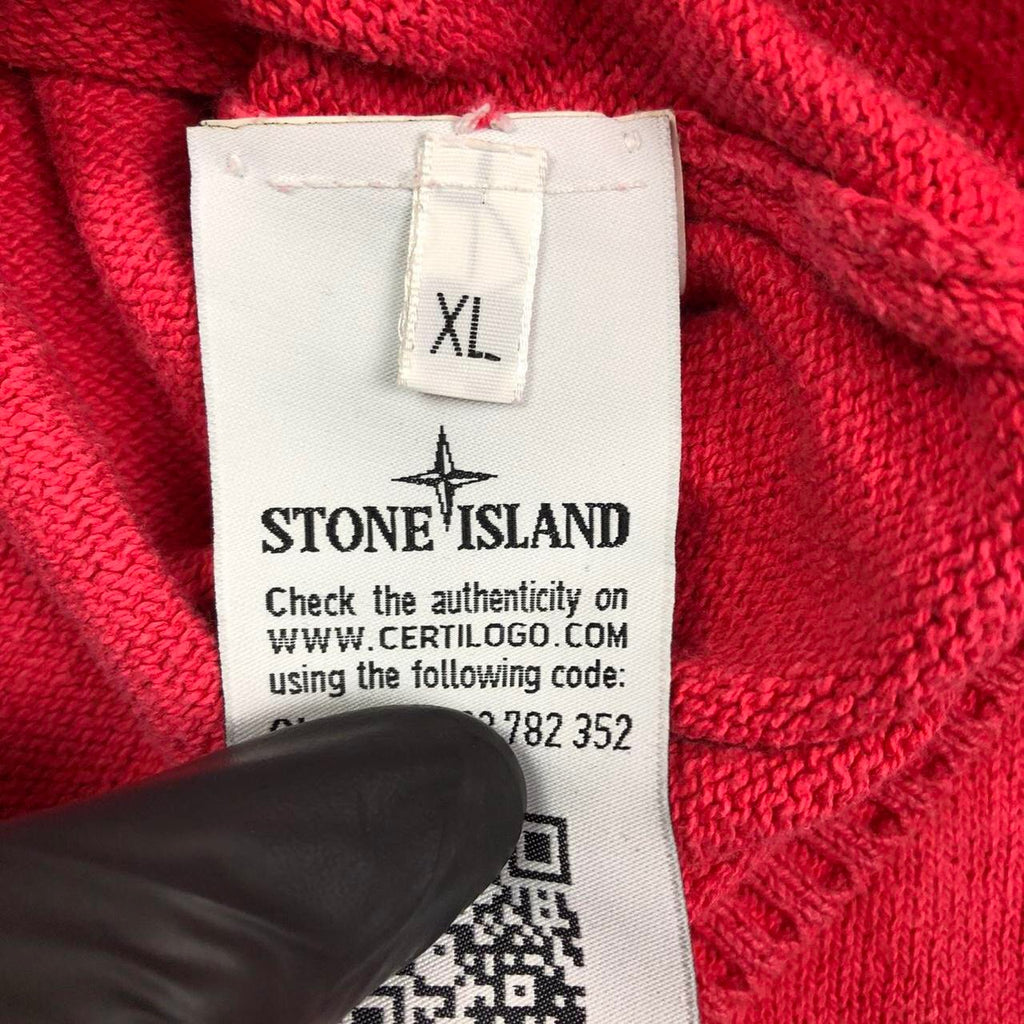 XL
STONE ISLAND
Check the authenticity on
WWW.CERTILOGO.COM
using the following code:
782 352